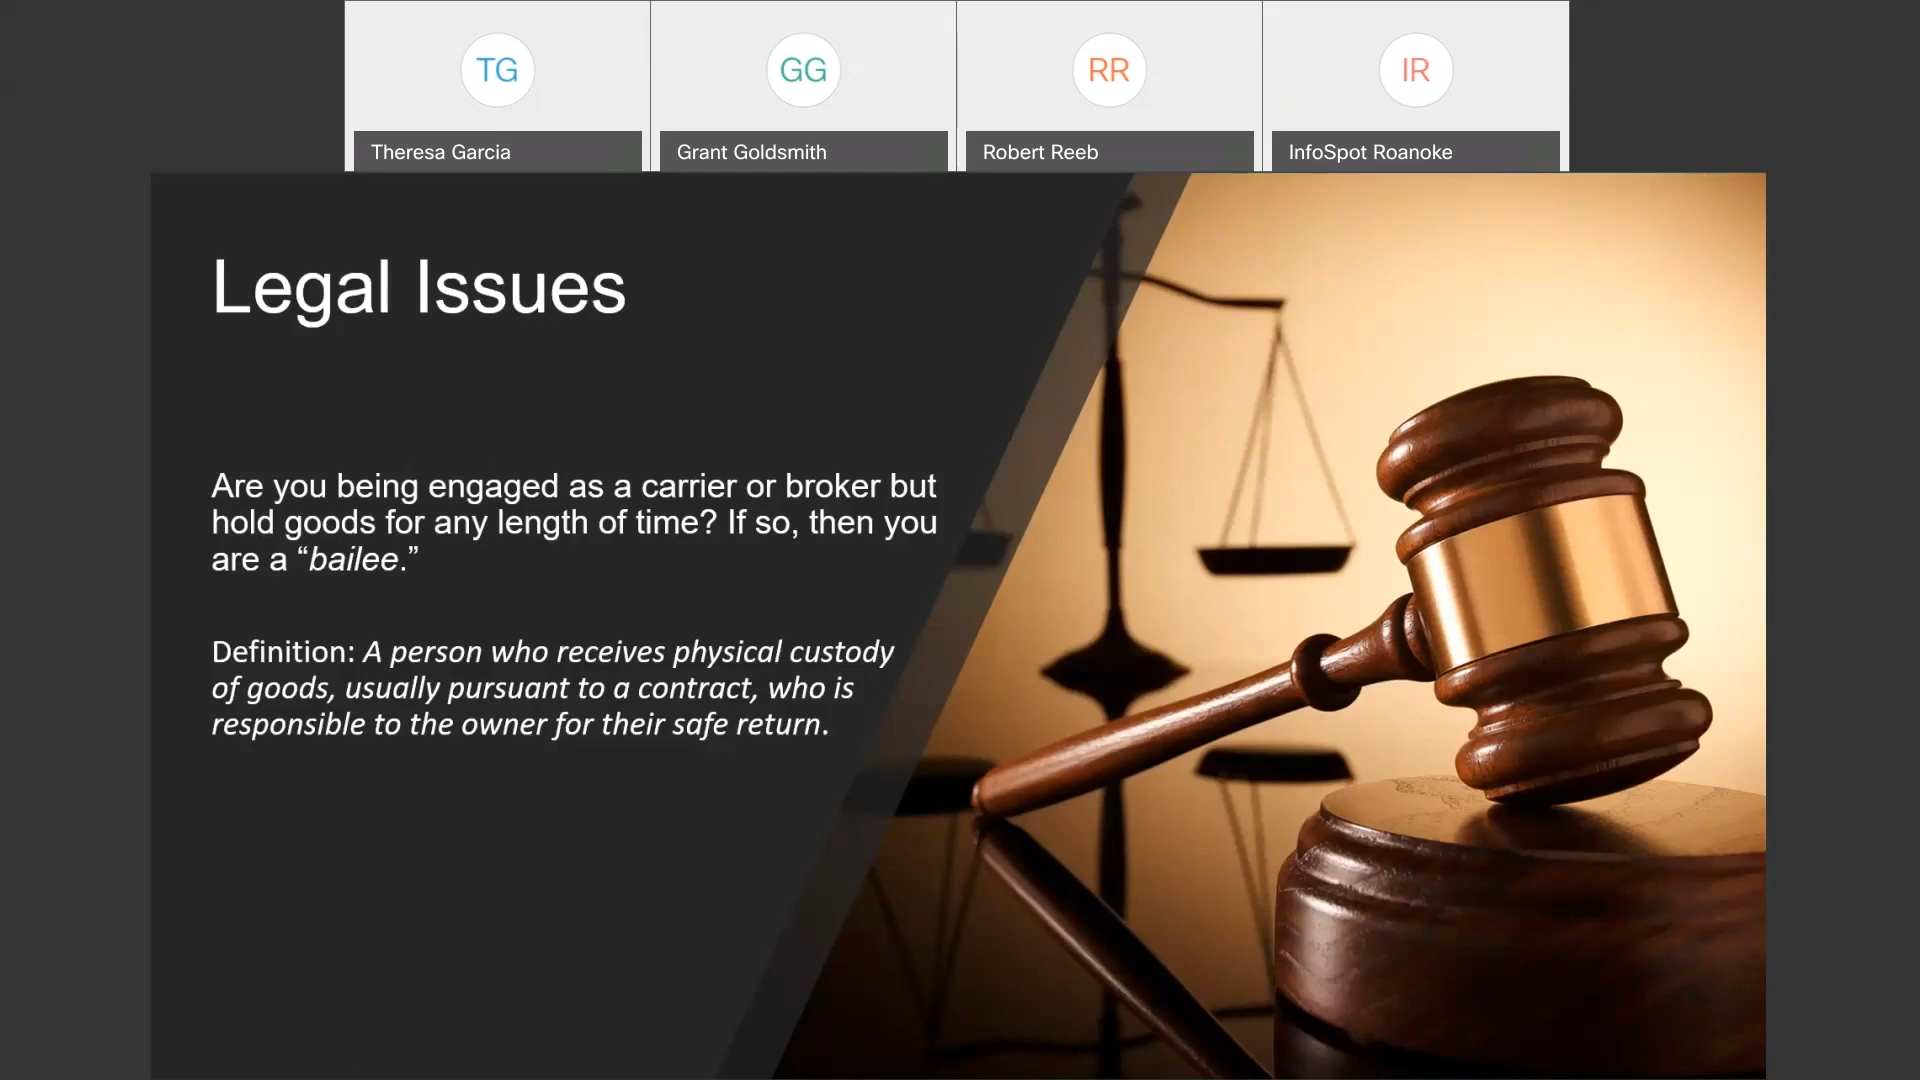 TG
GG
RR
IR
Theresa Garcia
Grant Goldsmith
Robert Reeb
InfoSpot Roanoke
Legal Issues
Are you being engaged as a carrier or broker but
hold goods for any length of time? If so, then you
are a “bailee.”
Definition: A person who receives physical custody
of goods, usually pursuant to a contract, who is
responsible to the owner for their safe return.